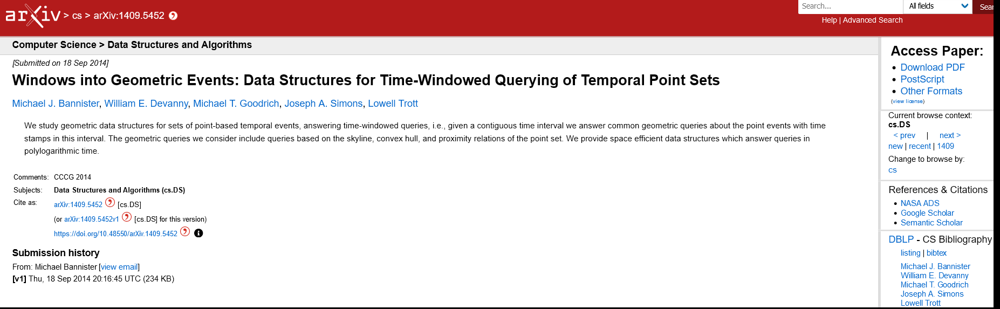 arXiv > cs > arXiv:1409.5452
Search...
All fields
Help | Advanced Search
Computer Science > Data Structures and Algorithms
[Submitted on 18 Sep 2014]
Windows into Geometric Events: Data Structures for Time-Windowed Querying of Temporal Point Sets
Michael J. Bannister, William E. Devanny, Michael T. Goodrich, Joseph A. Simons, Lowell Trott
We study geometric data structures for sets of point-based temporal events, answering time-windowed queries, i.e., given a contiguous time interval we answer common geometric queries about the point events with time
stamps in this interval. The geometric queries we consider include queries based on the skyline, convex hull, and proximity relations of the point set. We provide space efficient data structures which answer queries in
polylogarithmic time.
Comments: CCCG 2014
Subjects: Data Structures and Algorithms (cs.DS)
Cite as: arXiv:1409.5452 [cs.DS]
(or arXiv:1409.5452v1 [cs.DS] for this version)
https://doi.org/10.48550/arXiv.1409.5452
Submission history
From: Michael Bannister [view email]
[v1] Thu, 18 Sep 2014 20:16:45 UTC (234 KB)
Access Paper:
Download PDF
PostScript
Other Formats
(view license)
Current browse context:
cs.DS
< prev | next >
new | recent | 1409
Change to browse by:
cs
References & Citations
NASA ADS
Google Scholar
Semantic Scholar
DBLP - CS Bibliography
listing | bibtex
Michael J. Bannister
William E. Devanny
Michael T. Goodrich
Joseph A. Simons
Lowell Trott